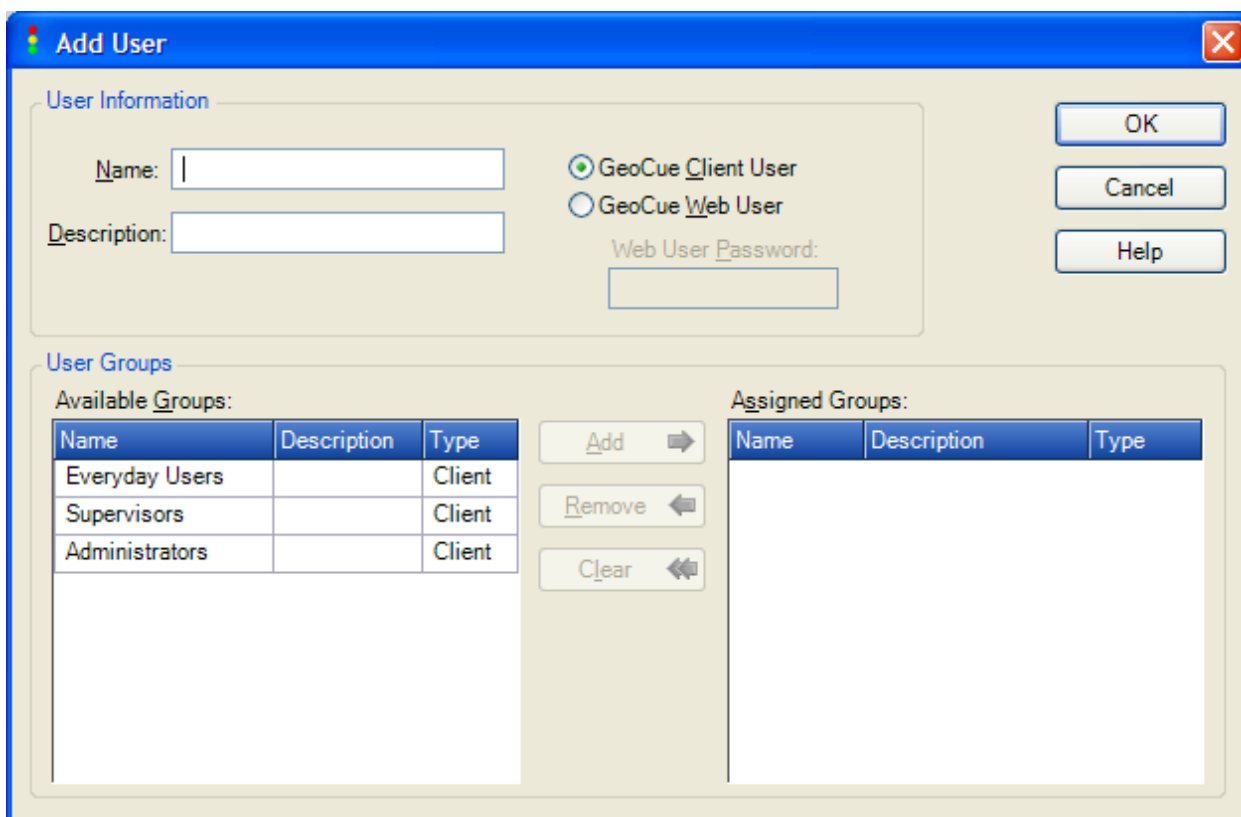 Add User
User Information
Name:
GeoCue Client User
OK
GeoCue Web User
Cancel
Description:
Web User Password:
Help
User Groups
Available Groups:
Assigned Groups:
Name Description Type
Add
Name Description Type
Everyday Users Client
Supervisors Client
Remove
Administrators Client
Clear